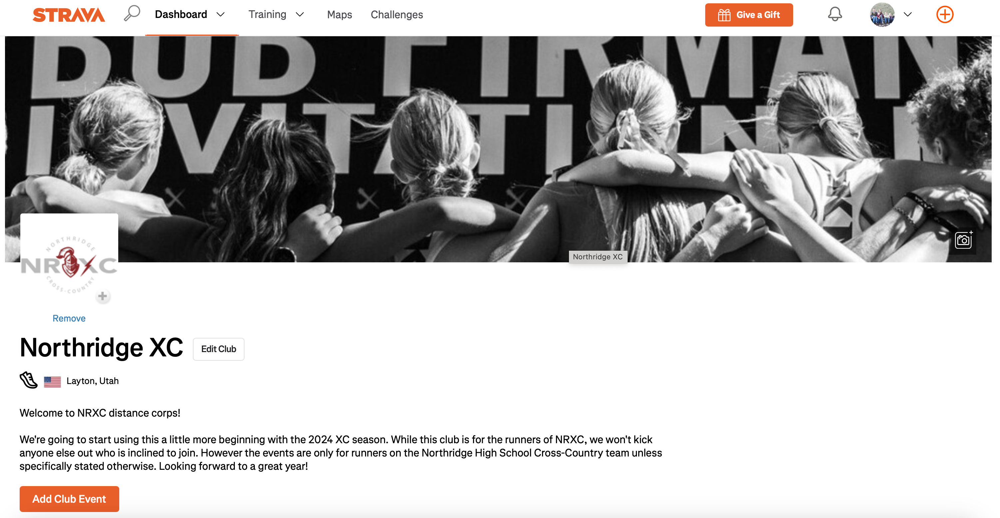 STRAVA
Dashboard
Training
Maps
Challenges
Give a Gift
BOB FIRMAN
INVITATIONAL
NORTHRIDGE
NRXC
CROSS-COUNTRY
Northridge XC
Remove
Northridge XC
Edit Club
Layton, Utah
Welcome to NRXC distance corps!
We're going to start using this a little more beginning with the 2024 XC season. While this club is for the runners of NRXC, we won't kick
anyone else out who is inclined to join. However the events are only for runners on the Northridge High School Cross-Country team unless
specifically stated otherwise. Looking forward to a great year!
Add Club Event